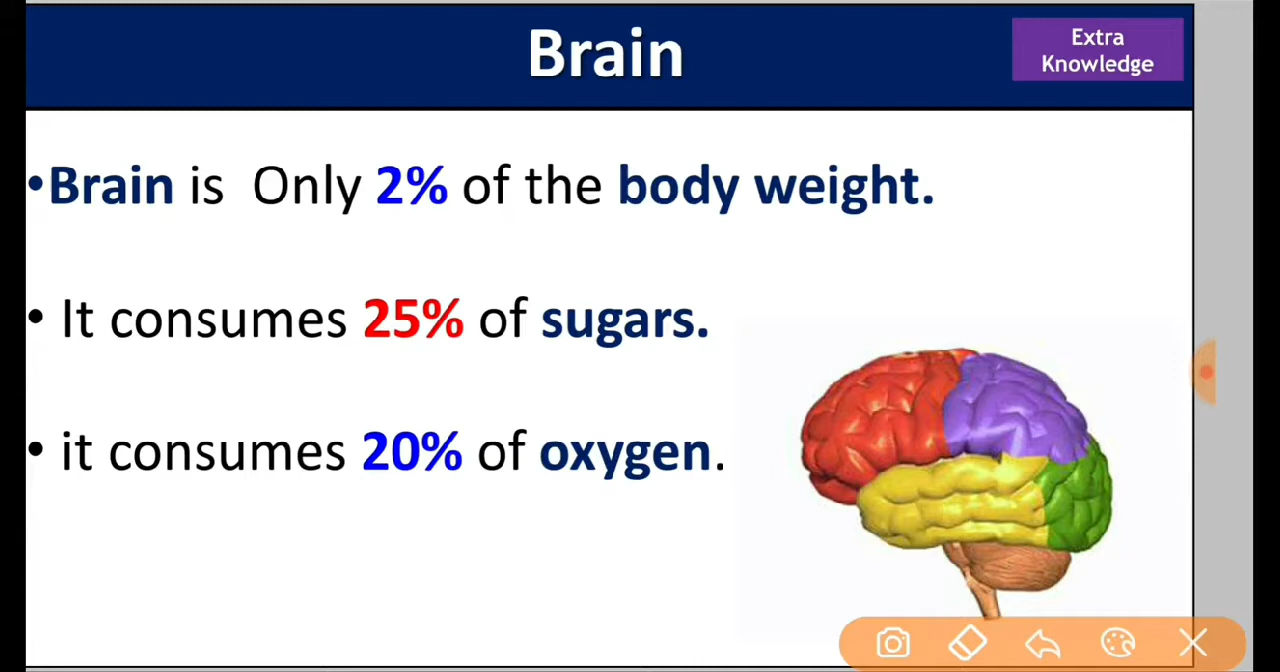 Brain
Extra
Knowledge
•Brain is Only 2% of the body weight.
• It consumes 25% of sugars.
• it consumes 20% of oxygen.